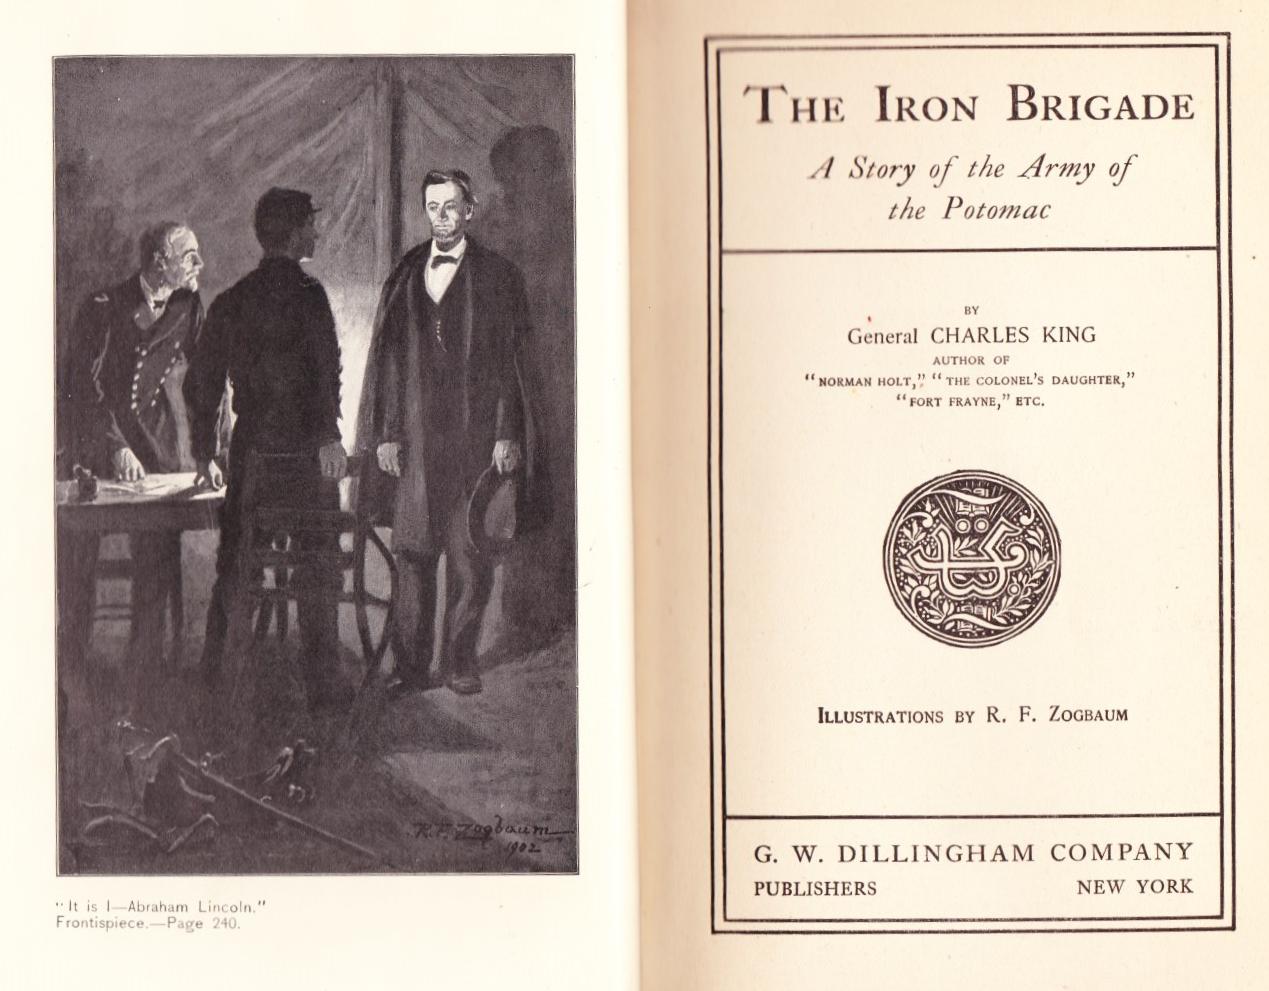 R. F. Zogbaum
1902
"It is I—Abraham Lincoln."
Frontispiece.—Page 240.
THE IRON BRIGADE
A Story of the Army of
the Potomac
BY
General CHARLES KING
AUTHOR OF
"NORMAN HOLT," "THE COLONEL'S DAUGHTER,"
"FORT FRAYNE," ETC.
ILLUSTRATIONS BY R. F. ZOGBAUM
G. W. DILLINGHAM COMPANY
PUBLISHERS NEW YORK